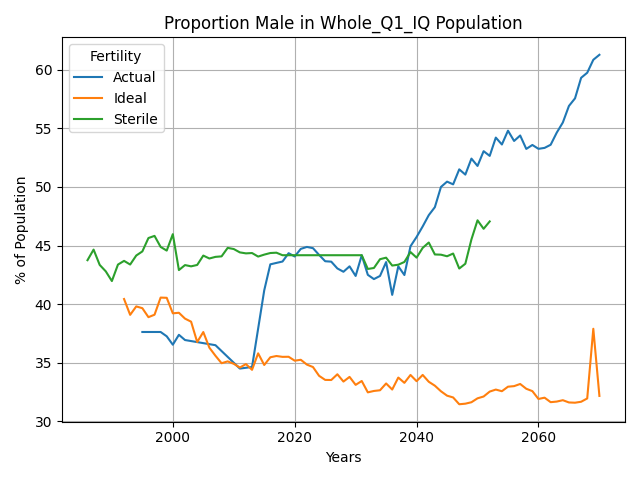 Proportion Male in Whole_Q1_IQ Population
Fertility
Actual
Ideal
Sterile
% of Population
60
55
50
45
40
35
30
2000
2020
2040
2060
Years